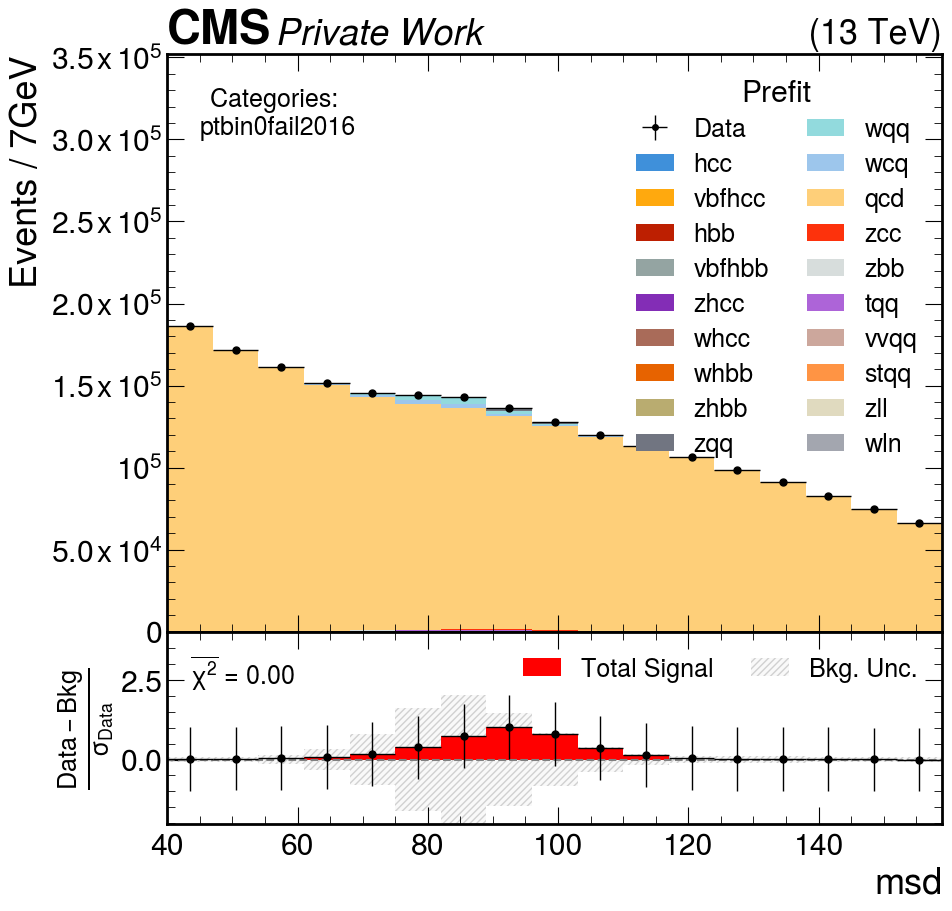 CMS Private Work (13 TeV)
Events / 7GeV
3.5 x 10^5
3.0 x 10^5
2.5 x 10^5
2.0 x 10^5
1.5 x 10^5
10^5
5.0 x 10^4
0
Categories:
ptbin0fail2016
Prefit
Data
hcc
vbfhcc
hbb
vbfhbb
zhcc
whcc
whbb
zhbb
zqq
wqq
wcq
qcd
zcc
zbb
tqq
vvqq
stqq
zll
wln
Data – Bkg
σ_Data
2.5
0.0
χ² = 0.00
Total Signal
Bkg. Unc.
40 60 80 100 120 140
msd